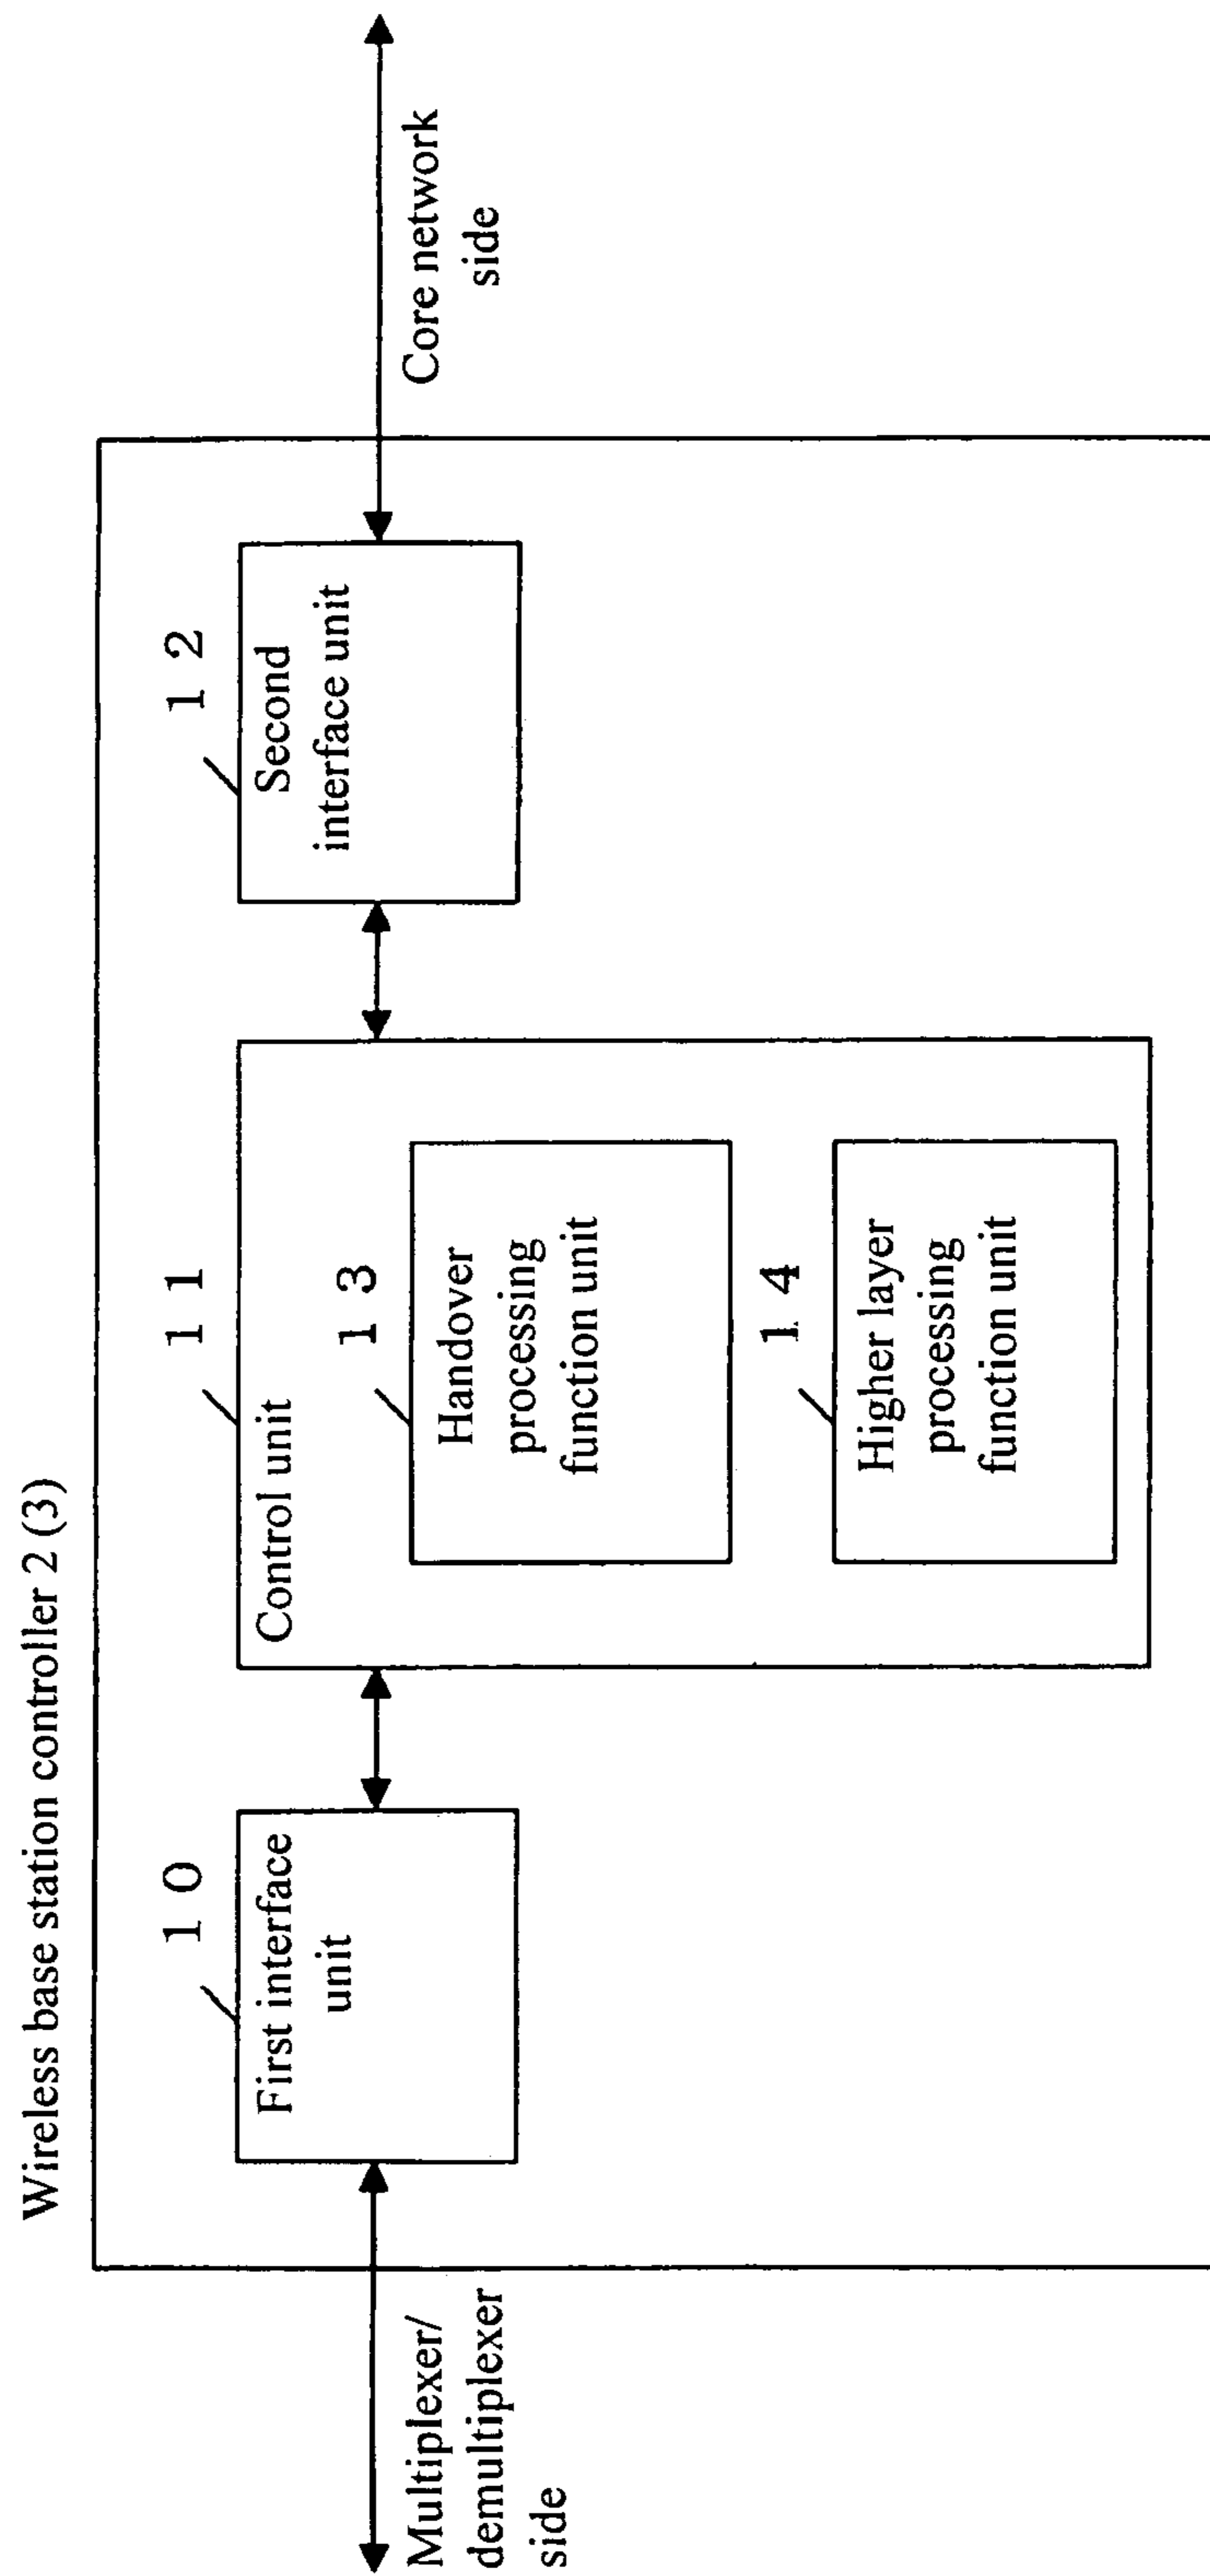 Wireless base station controller 2 (3)
1 0
First interface
unit
Multiplexer/
demultiplexer
side
1 1
Control unit
1 3
Handover
processing
function unit
1 4
Higher layer
processing
function unit
1 2
Second
interface unit
Core network
side